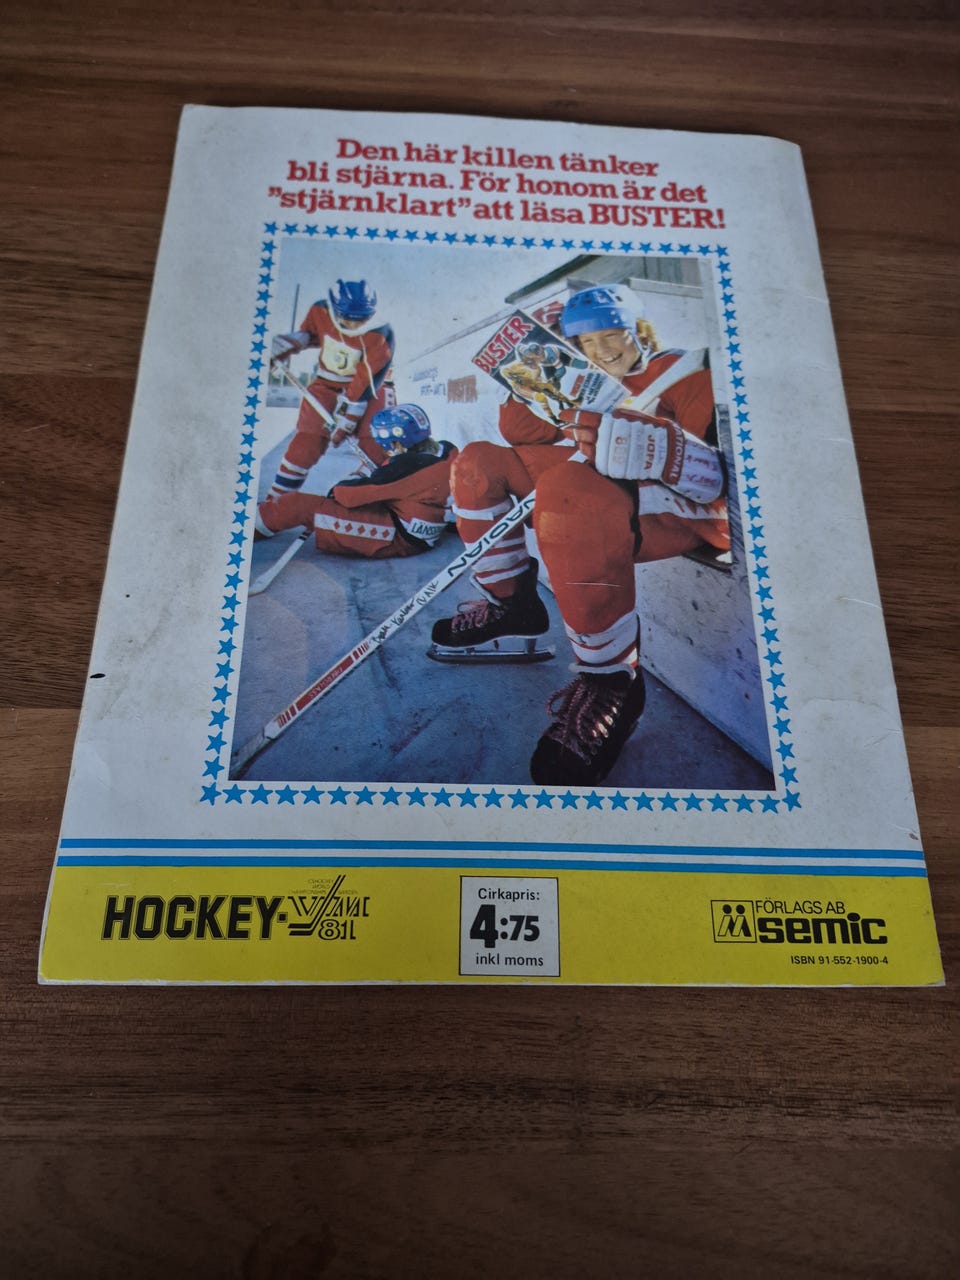 Den här killen tänker
bli stjärna. För honom är det
”stjärnklart” att läsa BUSTER!
BUSTER
JOFA
LÄNSFÖR
HOCKEY-VM
81
Cirkapris:
4:75
inkl moms
FÖRLAGS AB
semic
ISBN 91-552-1900-4